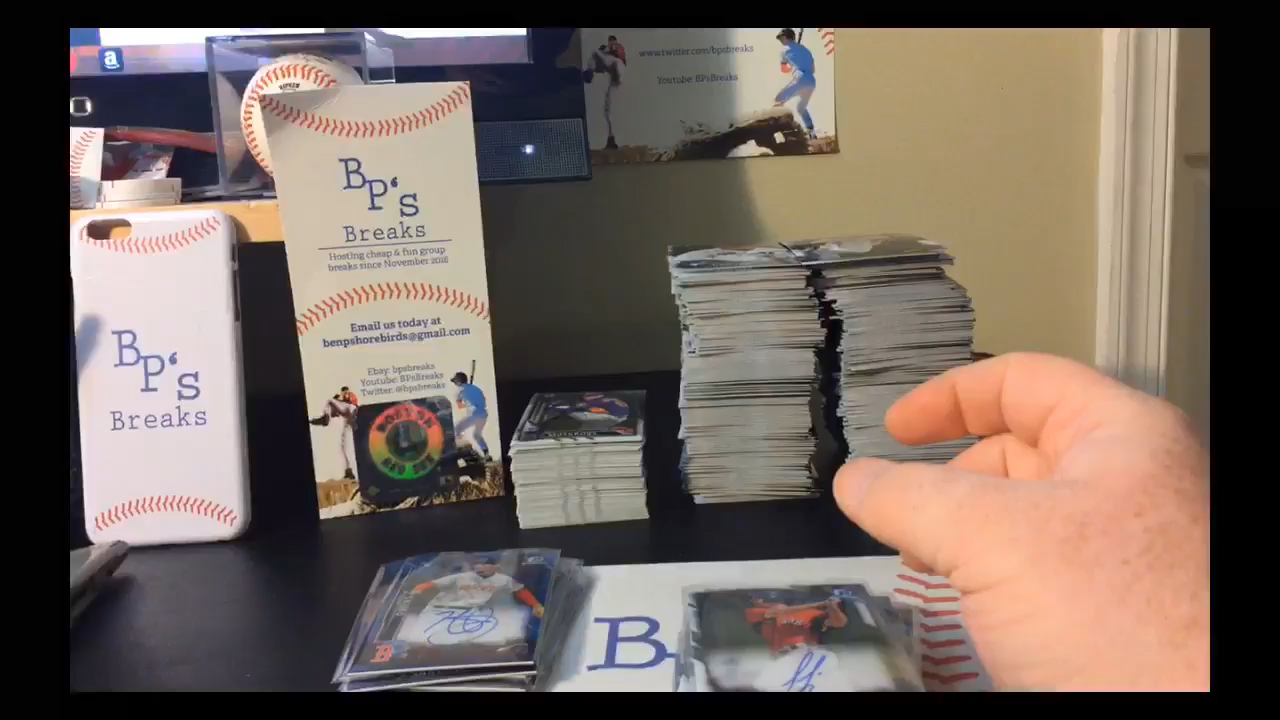 www.twitter.com/bpsbreaks
Youtube: BPsBreaks
BP's
Breaks
Hosting cheap & fun group
breaks since November 2016
Email us today at
benpshorebirds@gmail.com
Ebay: bpsbreaks
Youtube: BPsBreaks
Twitter: @bpsbreaks
BP's
Breaks
B
B
a